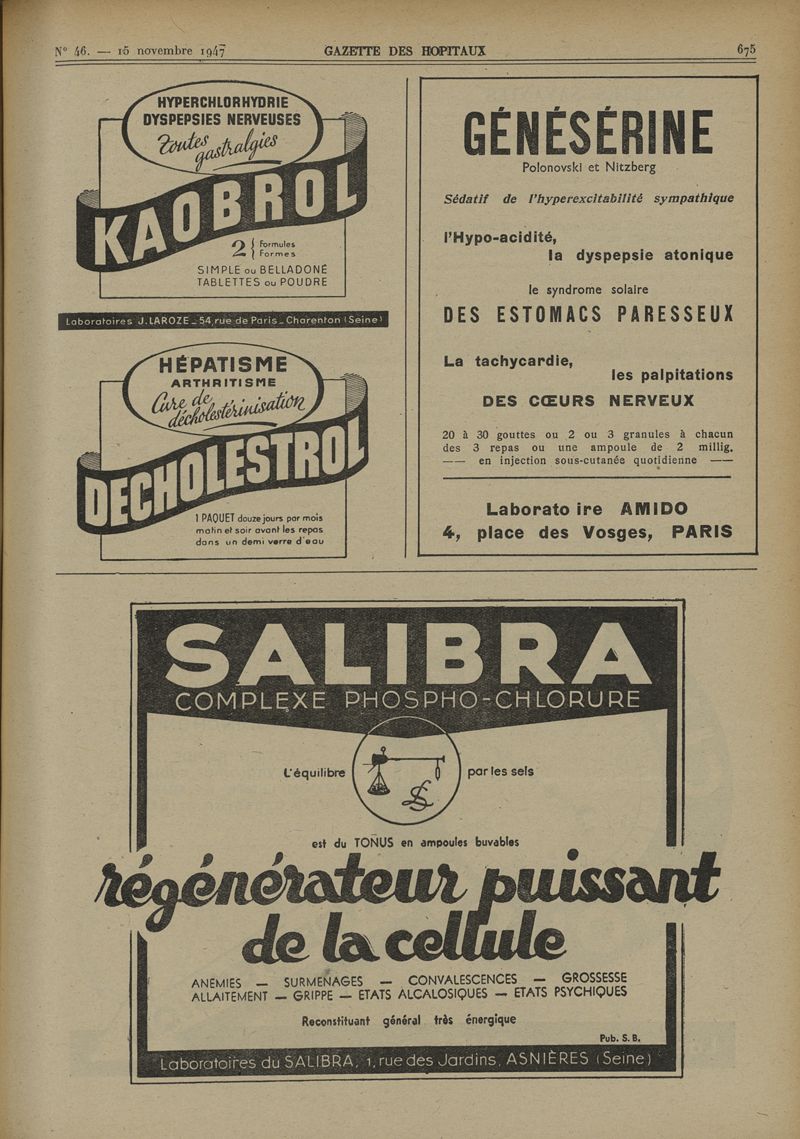 N° 46. — 15 novembre 1947
GAZETTE DES HOPITAUX
675
HYPERCHLORHYDRIE
DYSPEPSIES NERVEUSES
Toutes
gastralgies
KAOBROL
2 { Formules
} Formes
SIMPLE ou BELLADONÉ
TABLETTES ou POUDRE
Laboratoires J. LAROZE _ 54, rue de Paris _ Charenton (Seine)
HÉPATISME
ARTHRITISME
Cure de
décholestérinisation
DECHOLESTROL
1 PAQUET douze jours par mois
matin et soir avant les repas
dans un demi verre d'eau
GÉNÉSÉRINE
Polonovski et Nitzberg
Sédatif de l'hyperexcitabilité sympathique
l'Hypo-acidité,
la dyspepsie atonique
le syndrome solaire
DES ESTOMACS PARESSEUX
La tachycardie,
les palpitations
DES CŒURS NERVEUX
20 à 30 gouttes ou 2 ou 3 granules à chacun
des 3 repas ou une ampoule de 2 millig.
—— en injection sous-cutanée quotidienne ——
Laborato ire AMIDO
4, place des Vosges, PARIS
SALIBRA
COMPLEXE PHOSPHO-CHLORURE
L'équilibre par les sels
est du TONUS en ampoules buvables
régénérateur puissant
de la cellule
ANEMIES — SURMENAGES — CONVALESCENCES — GROSSESSE
ALLAITEMENT — GRIPPE — ETATS ALCALOSIQUES — ETATS PSYCHIQUES
Reconstituant général très énergique
Pub. S. B.
Laboratoires du SALIBRA, 1, rue des Jardins, ASNIÈRES (Seine)